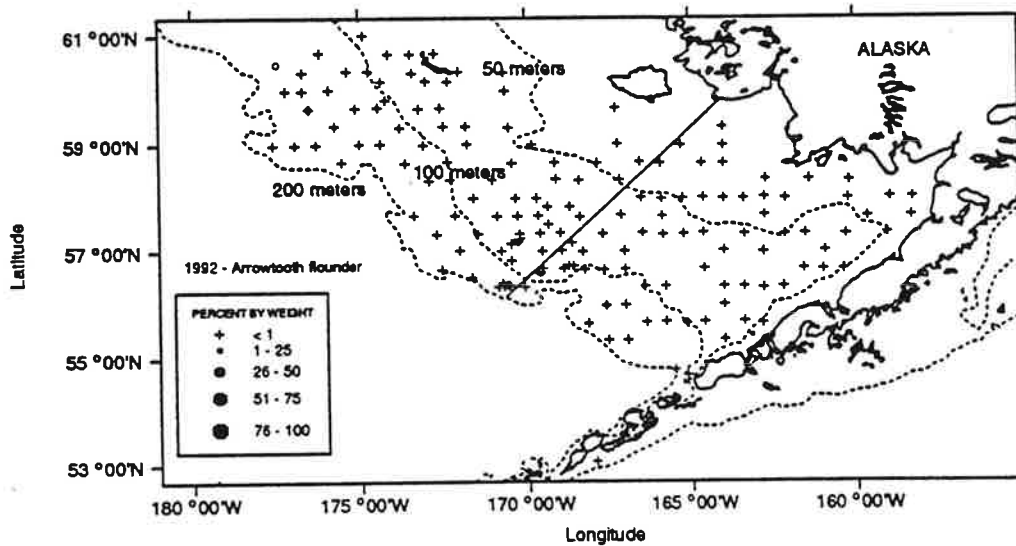 61 °00'N
59 °00'N
57 °00'N
55 °00'N
53 °00'N
Latitude
ALASKA
50 meters
100 meters
200 meters
1992 - Arrowtooth flounder
PERCENT BY WEIGHT
+ < 1
1 - 25
26 - 50
51 - 75
76 - 100
180 °00'W
175 °00'W
170 °00'W
165 °00'W
160 °00'W
Longitude